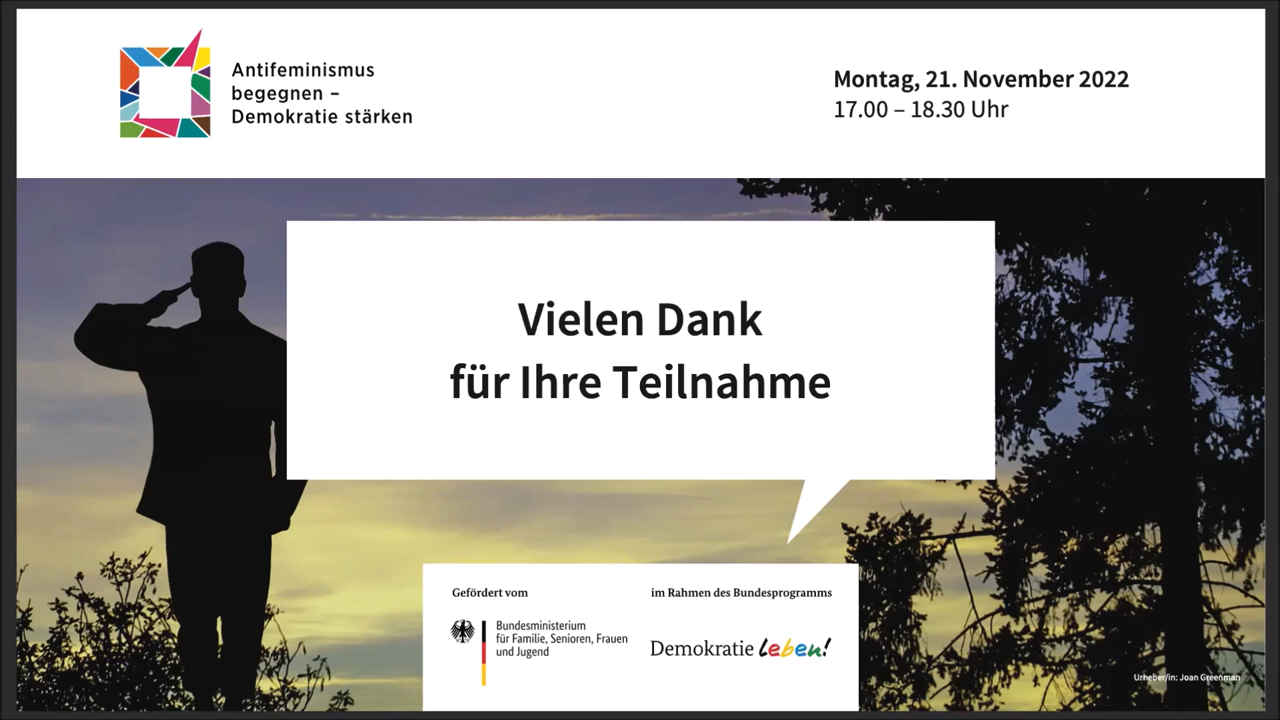 Antifeminismus
begegnen –
Demokratie stärken
Montag, 21. November 2022
17.00 – 18.30 Uhr
Vielen Dank
für Ihre Teilnahme
Gefördert vom
Bundesministerium
für Familie, Senioren, Frauen
und Jugend
im Rahmen des Bundesprogramms
Demokratie leben!
Urheber/in: Joan Greenman